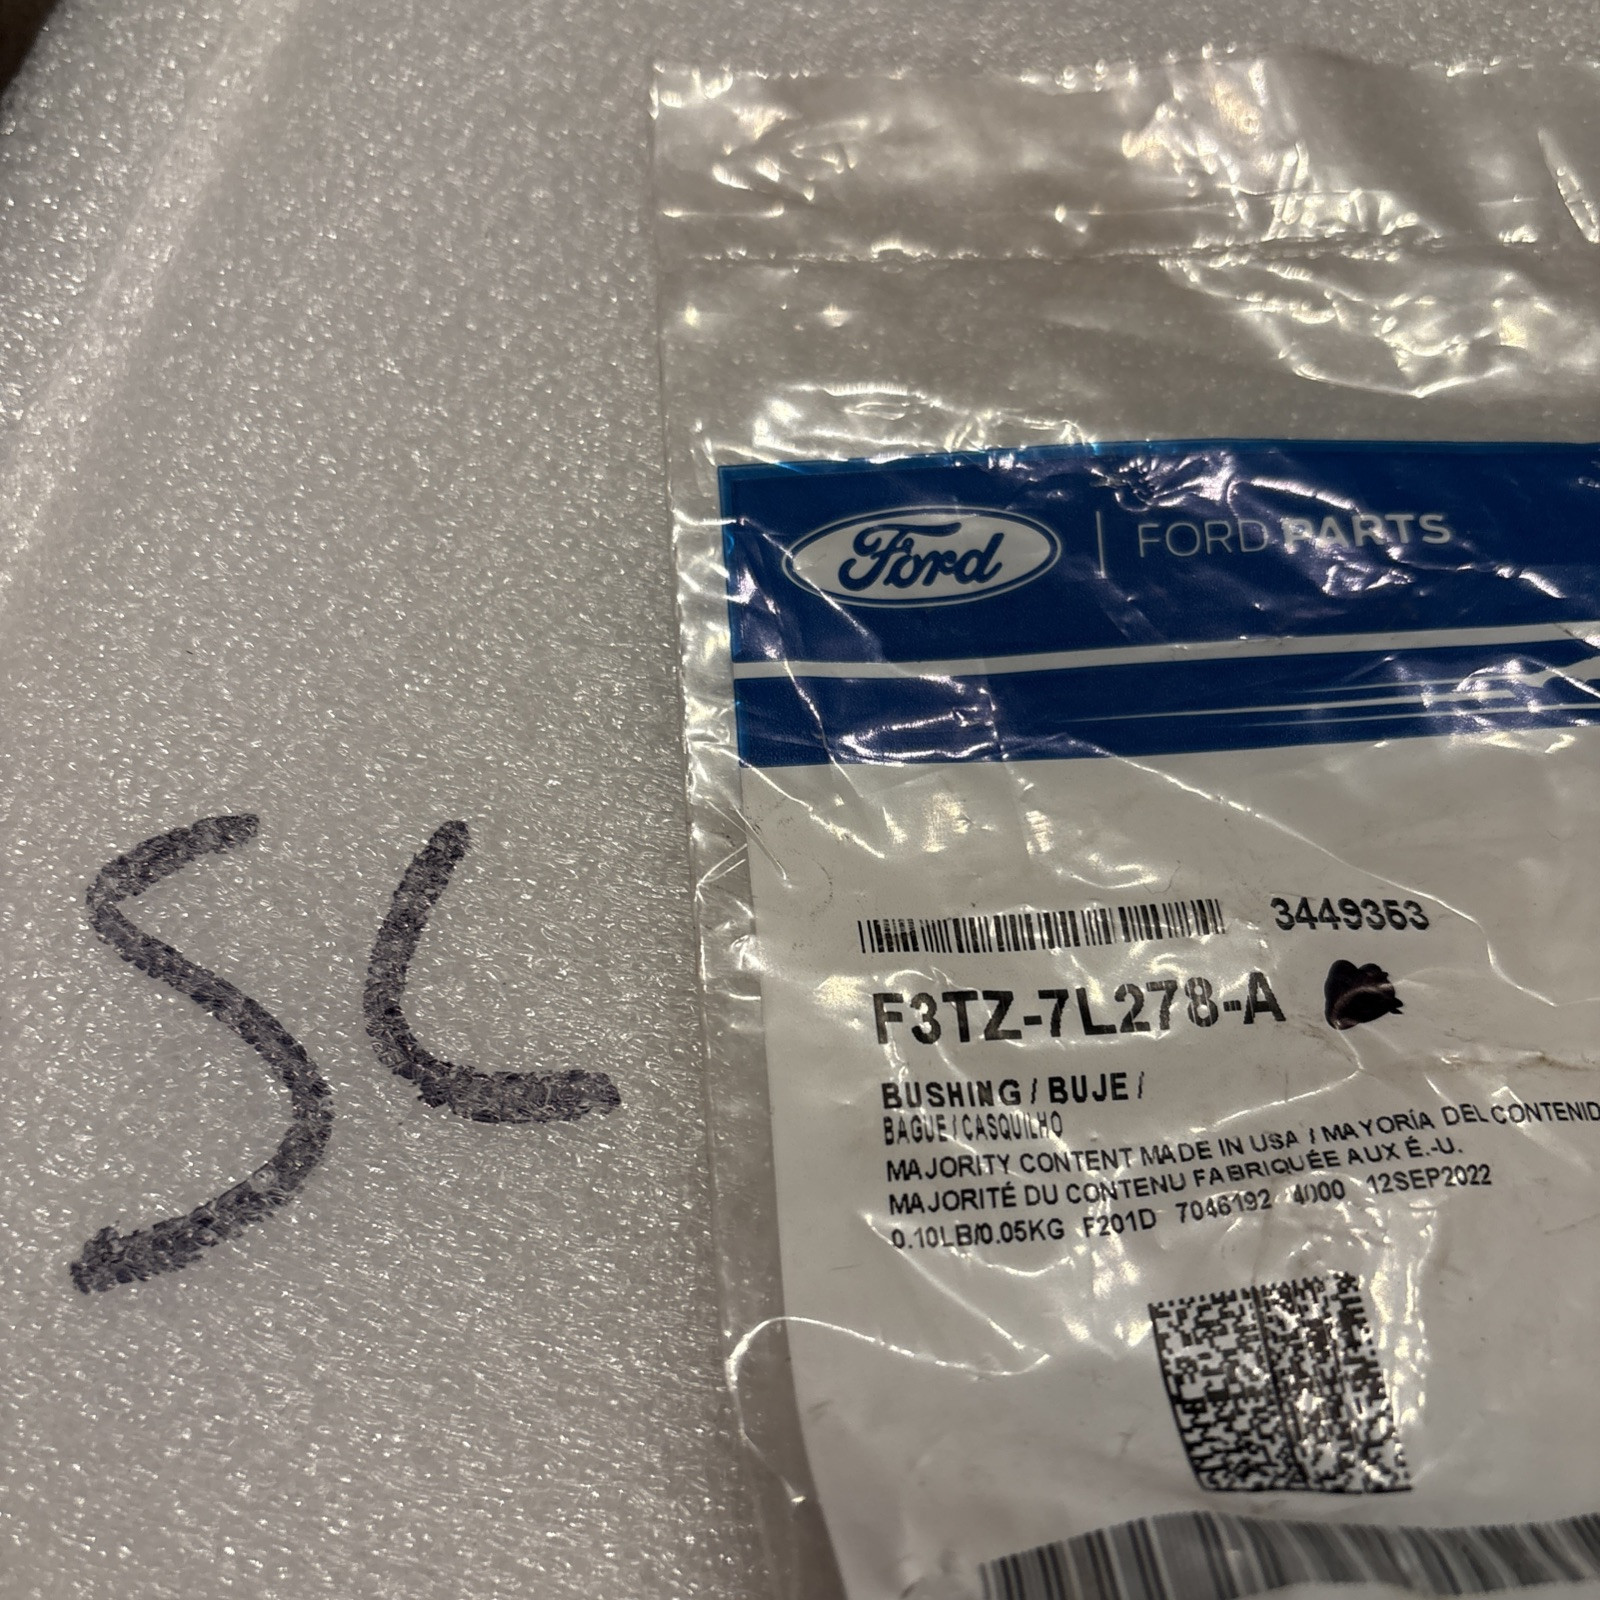 Ford | FORD PARTS
SC
3449353
F3TZ-7L278-A
BUSHING / BUJE /
BAGUE / CASQUILHO
MAJORITY CONTENT MADE IN USA / MAYORÍA DEL CONTENID
MAJORITÉ DU CONTENU FABRIQUÉE AUX É.-U.
0.10LB/0.05KG F201D 7046192 4000 12SEP2022